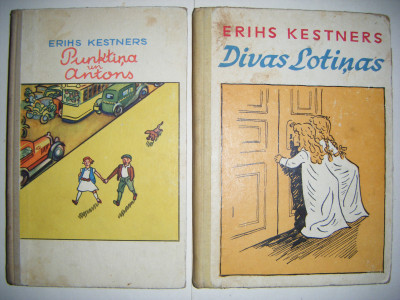 ERIHS KESTNERS
Punktiņa
un
Antons
ERIHS KESTNERS
Divas Lotiņas